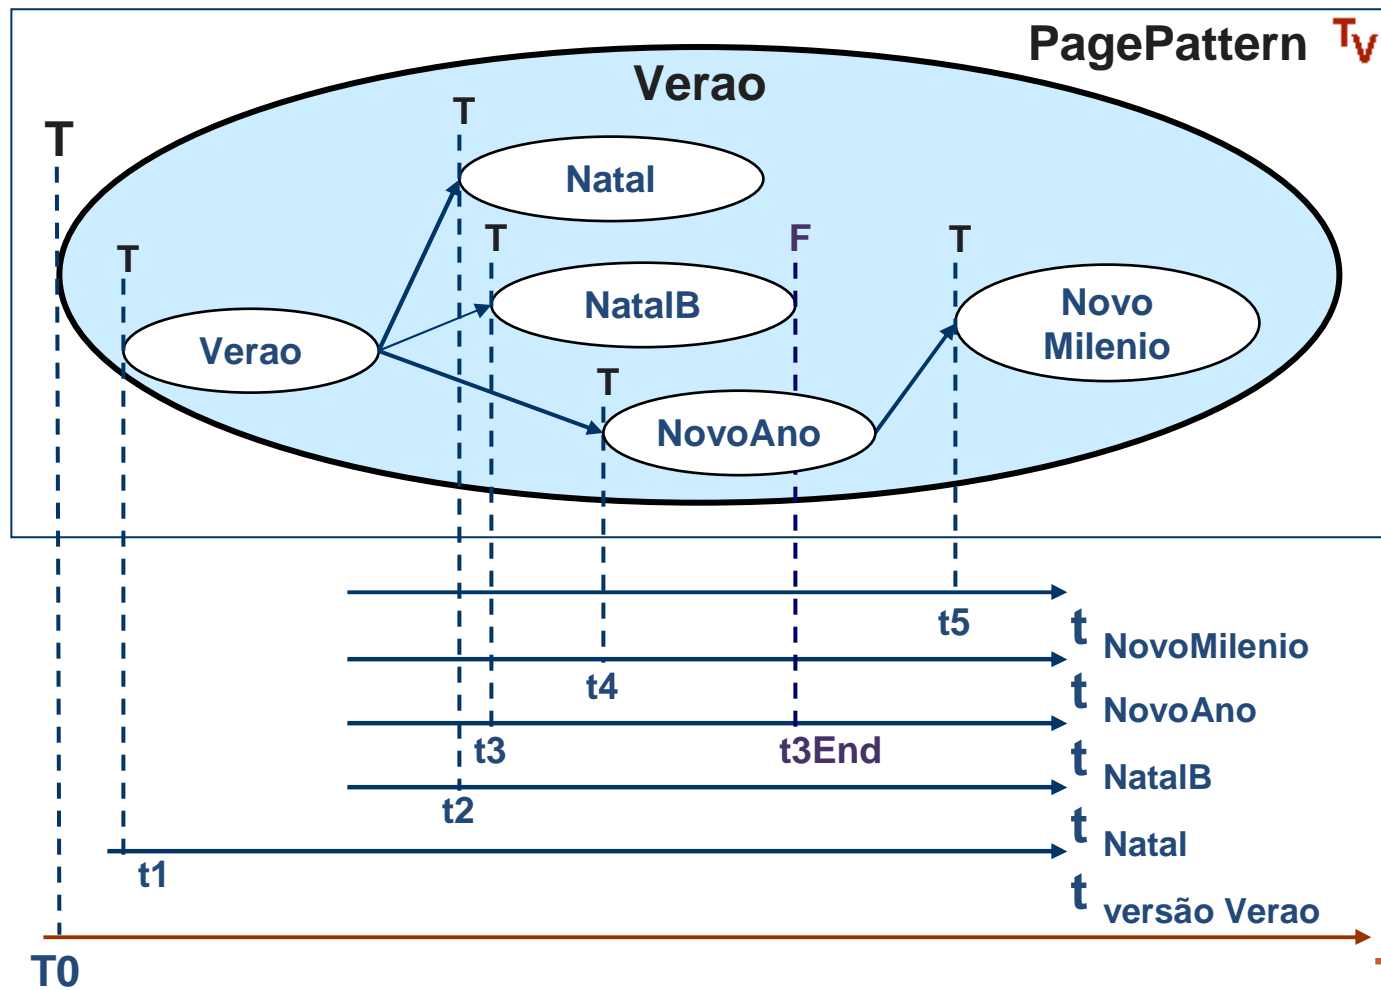 PagePattern TV
Verao
T
T
Natal
T
T
F
T
T
NatalB
Novo
Milenio
Verao
T
NovoAno
t5
t NovoMilenio
t4
t NovoAno
t3
t3End
t NatalB
t2
t Natal
t1
t versão Verao
T0